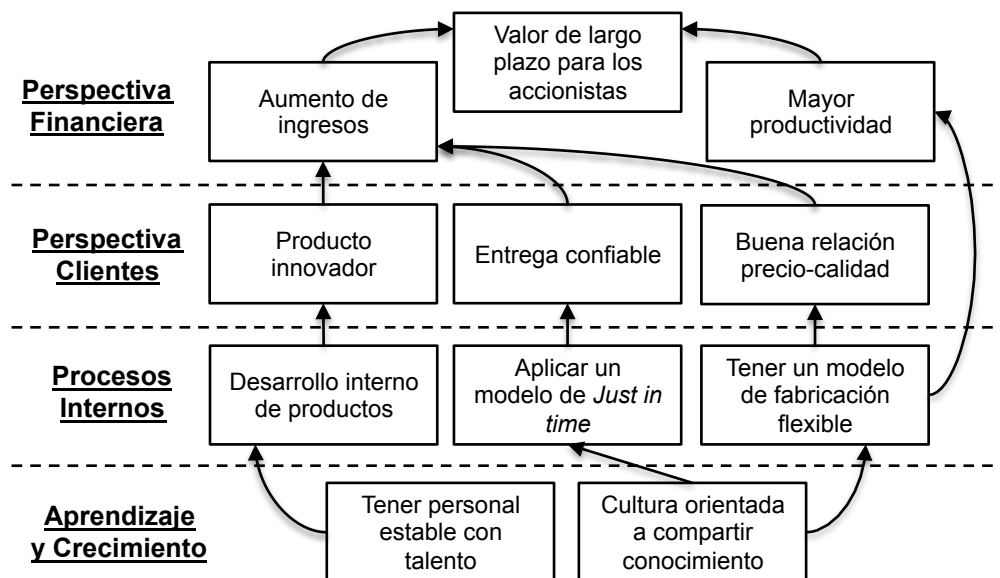 Valor de largo
plazo para los
accionistas
Perspectiva
Financiera
Aumento de
ingresos
Mayor
productividad
Perspectiva
Clientes
Producto
innovador
Entrega confiable
Buena relación
precio-calidad
Procesos
Internos
Desarrollo interno
de productos
Aplicar un
modelo de Just in
time
Tener un modelo
de fabricación
flexible
Aprendizaje
y Crecimiento
Tener personal
estable con
talento
Cultura orientada
a compartir
conocimiento